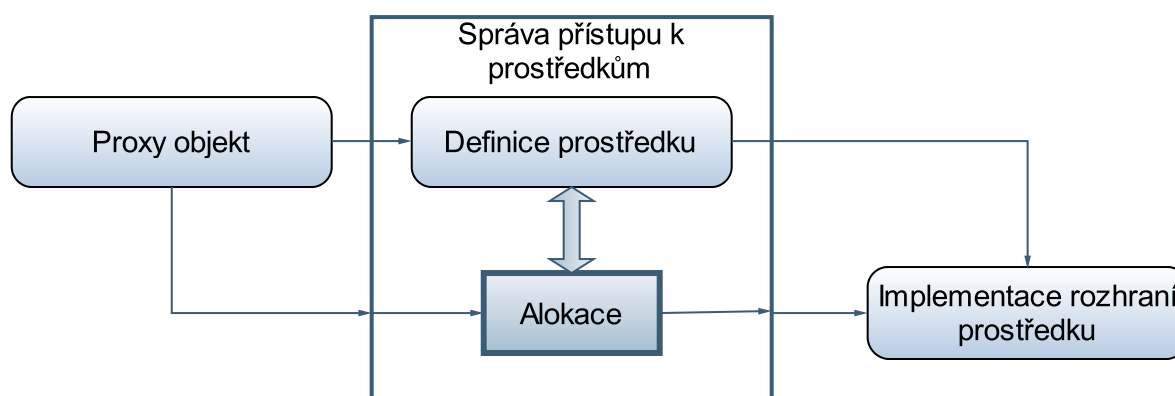 Správa přístupu k
prostředkům
Proxy objekt
Definice prostředku
Alokace
Implementace rozhraní
prostředku